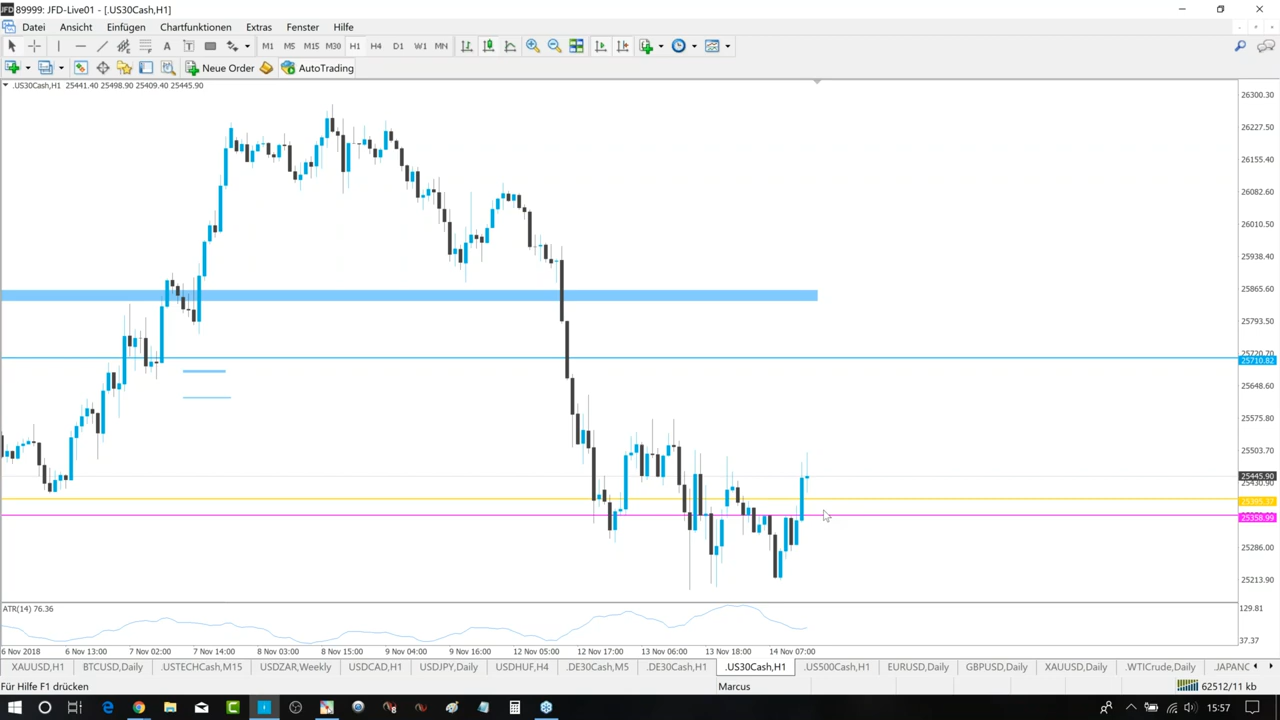 89999: JFD-Live01 - [.US30Cash,H1]
Datei Ansicht Einfügen Chartfunktionen Extras Fenster Hilfe
M1 M5 M15 M30 H1 H4 D1 W1 MN
Neue Order AutoTrading
.US30Cash,H1 25441.40 25498.90 25409.40 25445.90
26300.30
26227.50
26155.40
26082.60
26010.50
25938.40
25865.60
25793.50
25720.70
25710.82
25648.60
25575.80
25503.70
25445.90
25430.90
25358.99
25286.00
25213.90
ATR(14) 76.36
129.81
37.37
6 Nov 2018 6 Nov 13:00 7 Nov 02:00 7 Nov 14:00 8 Nov 03:00 8 Nov 15:00 9 Nov 04:00 9 Nov 16:00 12 Nov 05:00 12 Nov 17:00 13 Nov 06:00 13 Nov 18:00 14 Nov 07:00
XAUUSD,H1 BTCUSD,Daily .USTECHCash,M15 USDZAR,Weekly USDCAD,H1 USDJPY,Daily USDHUF,H4 .DE30Cash,M5 .DE30Cash,H1 .US30Cash,H1 .US500Cash,H1 EURUSD,Daily GBPUSD,Daily XAUUSD,Daily .WTICrude,Daily .JAPANC
Für Hilfe F1 drücken Marcus 62512/11 kb
15:57